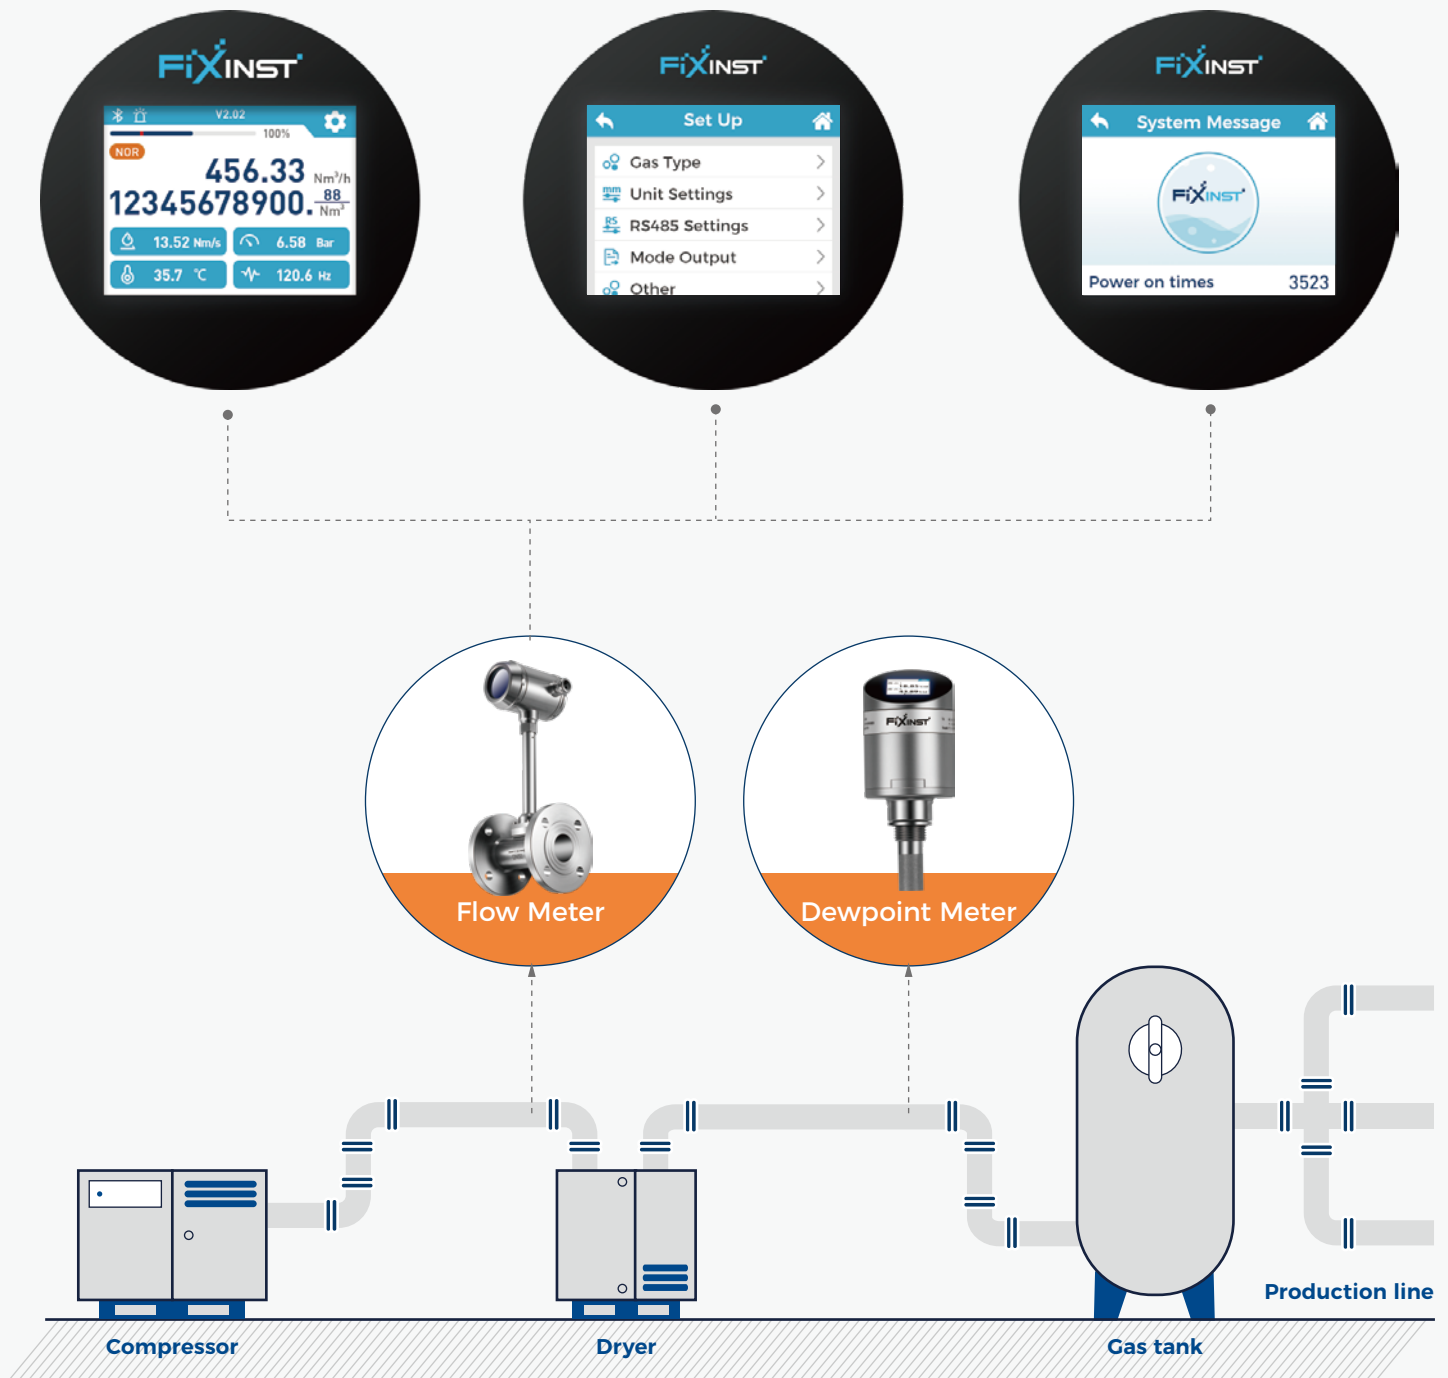 FiXINST
V2.02
100%
NOR
456.33 Nm³/h
12345678900. 88
Nm³
13.52 Nm/s
6.58 Bar
35.7 ℃
120.6 Hz
FiXINST
Set Up
Gas Type
mm
Unit Settings
RS
RS485 Settings
Mode Output
Other
FiXINST
System Message
FiXINST
Power on times 3523
Flow Meter
FiXINST
Dewpoint Meter
Production line
Compressor
Dryer
Gas tank